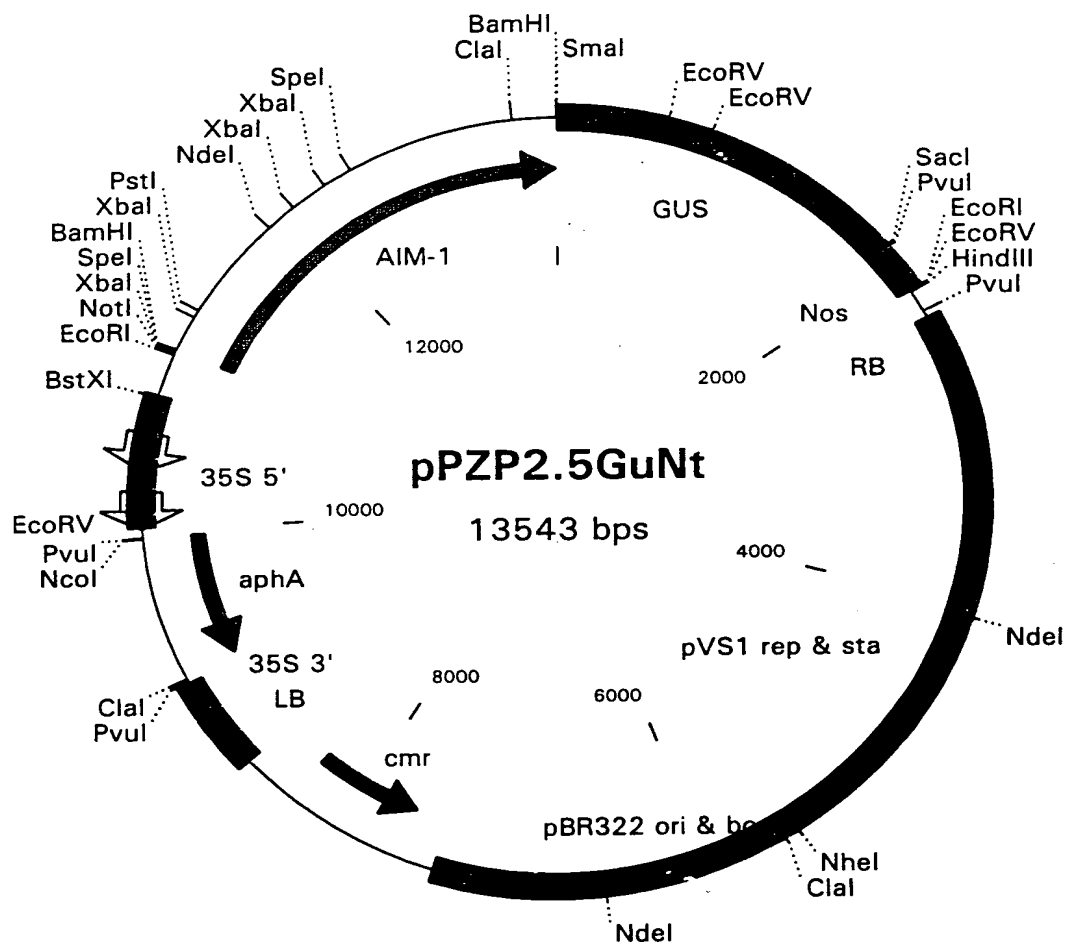 BamHI
ClaI
SmaI
EcoRV
EcoRV
SpeI
XbaI
XbaI
NdeI
PstI
XbaI
BamHI
SpeI
XbaI
NotI
EcoRI
BstXI
SacI
PvuI
EcoRI
EcoRV
HindIII
PvuI
GUS
AIM-1
Nos
RB
12000
2000
pPZP2.5GuNt
13543 bps
35S 5'
10000
4000
EcoRV
PvuI
NcoI
aphA
NdeI
pVS1 rep & sta
35S 3'
LB
8000
6000
ClaI
PvuI
cmr
pBR322 ori & bo
NheI
ClaI
NdeI